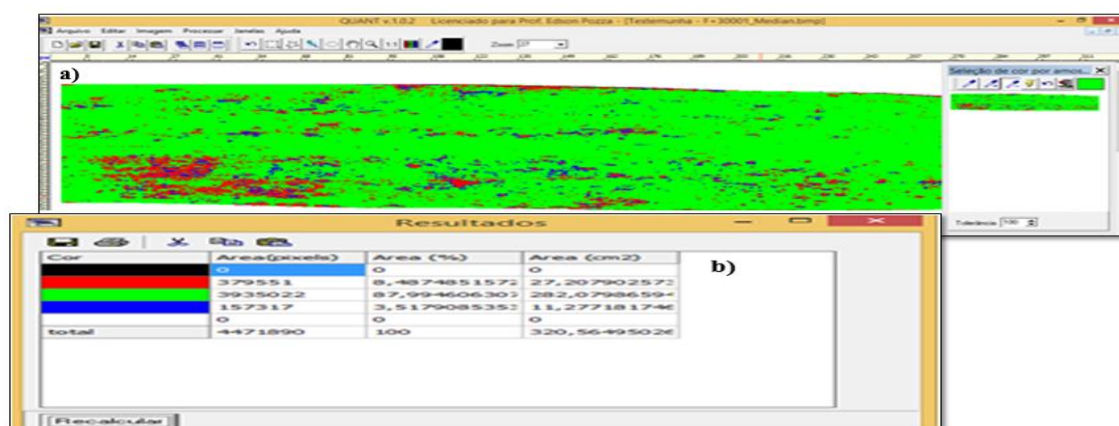 QUANT v.1.0.2 Licenciado para Prof. Edson Pozza - [Testemunha - F+30001_Median.bmp]
Arquivo Editar Imagem Processar Janelas Ajuda
Zoom
a)
Seleção de cor por amos...
Tolerância 100
Resultados
Cor Area(pixels) Area (%) Area (cm2)
b)
0 0 0
379551 8,4874851572 27,207902573
3935022 87,994606307 282,07986594
157317 3,5179085353 11,277181746
0 0 0
total 4471890 100 320,56495026
Recalcular